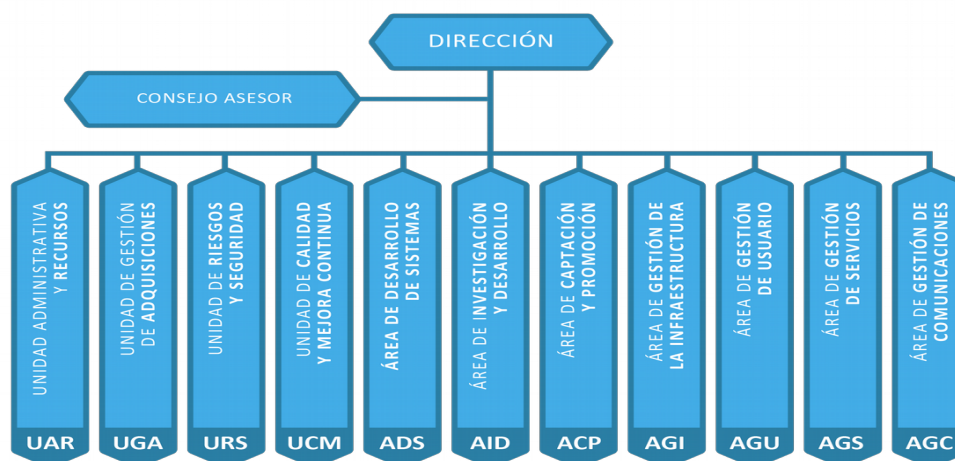 DIRECCIÓN
CONSEJO ASESOR
UNIDAD ADMINISTRATIVA
Y RECURSOS
UAR
UNIDAD DE GESTIÓN
DE ADQUISICIONES
UGA
UNIDAD DE RIESGOS
Y SEGURIDAD
URS
UNIDAD DE CALIDAD
Y MEJORA CONTINUA
UCM
ÁREA DE DESARROLLO
DE SISTEMAS
ADS
ÁREA DE INVESTIGACIÓN
Y DESARROLLO
AID
ÁREA DE CAPTACIÓN
Y PROMOCIÓN
ACP
ÁREA DE GESTIÓN DE
LA INFRAESTRUCTURA
AGI
ÁREA DE GESTIÓN
DE USUARIO
AGU
ÁREA DE GESTIÓN
DE SERVICIOS
AGS
ÁREA DE GESTIÓN DE
COMUNICACIONES
AGC